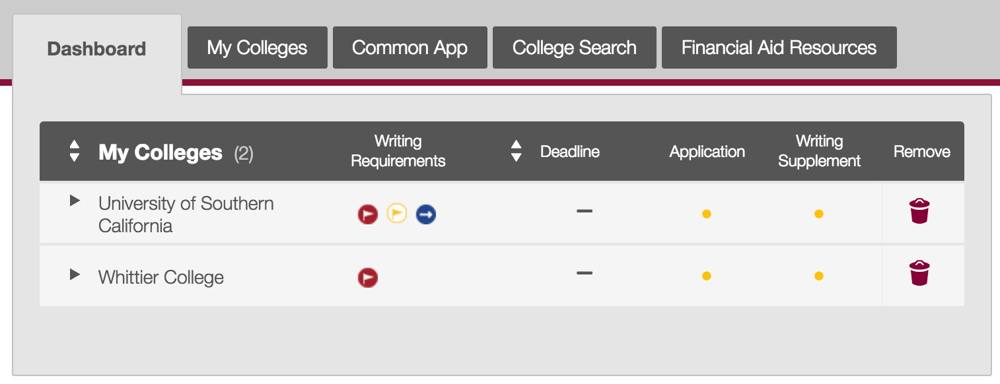 Dashboard
My Colleges
Common App
College Search
Financial Aid Resources
My Colleges (2)
Writing
Requirements
Deadline
Application
Writing
Supplement
Remove
University of Southern
California
—
Whittier College
—